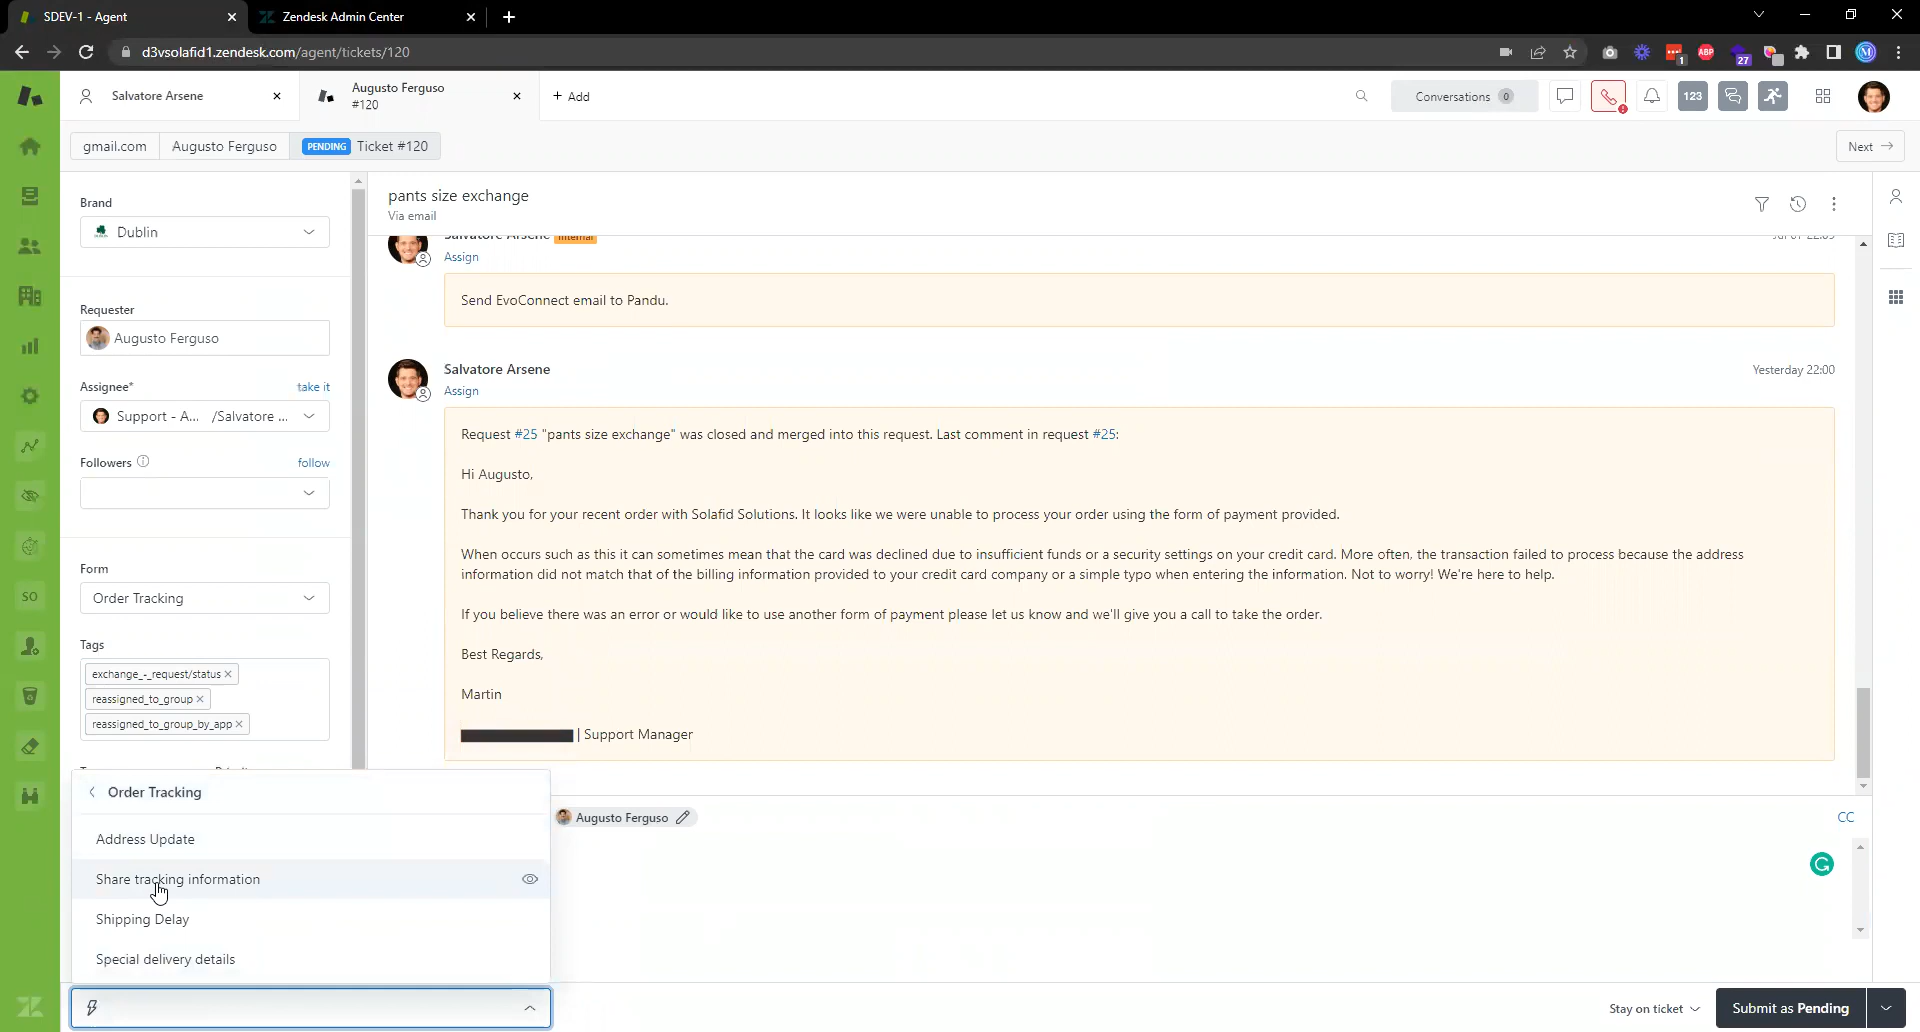 SDEV-1 - Agent
Zendesk Admin Center
d3vsolafid1.zendesk.com/agent/tickets/120
1
ABP
27
Salvatore Arsene
Augusto Ferguso
#120
+ Add
Conversations 0
123
gmail.com
Augusto Ferguso
PENDING Ticket #120
Next
Brand
Dublin
Requester
Augusto Ferguso
Assignee*
take it
Support - A... /Salvatore ...
Followers
follow
Form
Order Tracking
Tags
exchange_-_request/status
reassigned_to_group
reassigned_to_group_by_app
SO
pants size exchange
Via email
Salvatore Arsene Internal
Assign
Send EvoConnect email to Pandu.
Salvatore Arsene
Yesterday 22:00
Assign
Request #25 "pants size exchange" was closed and merged into this request. Last comment in request #25:
Hi Augusto,
Thank you for your recent order with Solafid Solutions. It looks like we were unable to process your order using the form of payment provided.
When occurs such as this it can sometimes mean that the card was declined due to insufficient funds or a security settings on your credit card. More often, the transaction failed to process because the address
information did not match that of the billing information provided to your credit card company or a simple typo when entering the information. Not to worry! We're here to help.
If you believe there was an error or would like to use another form of payment please let us know and we'll give you a call to take the order.
Best Regards,
Martin
| Support Manager
Order Tracking
Address Update
Share tracking information
Shipping Delay
Special delivery details
Augusto Ferguso
CC
Stay on ticket
Submit as Pending